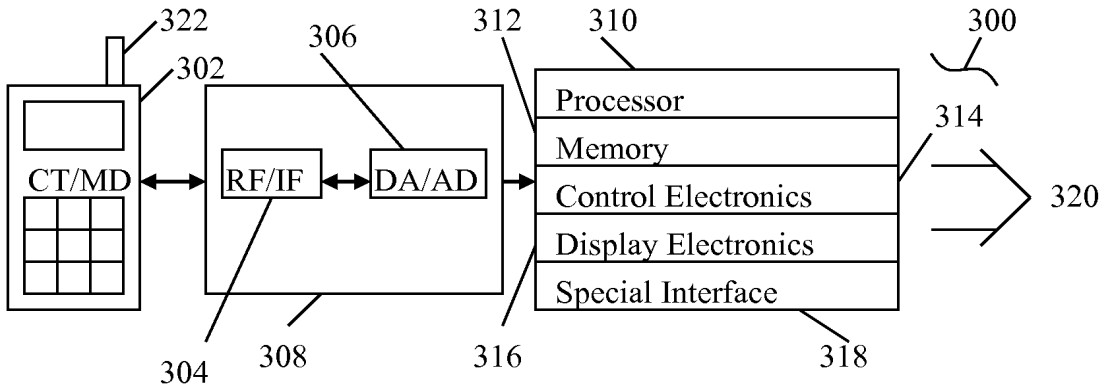 322
306
312
310
300
302
314
Processor
Memory
CT/MD
RF/IF
DA/AD
Control Electronics
320
Display Electronics
Special Interface
304
308
316
318